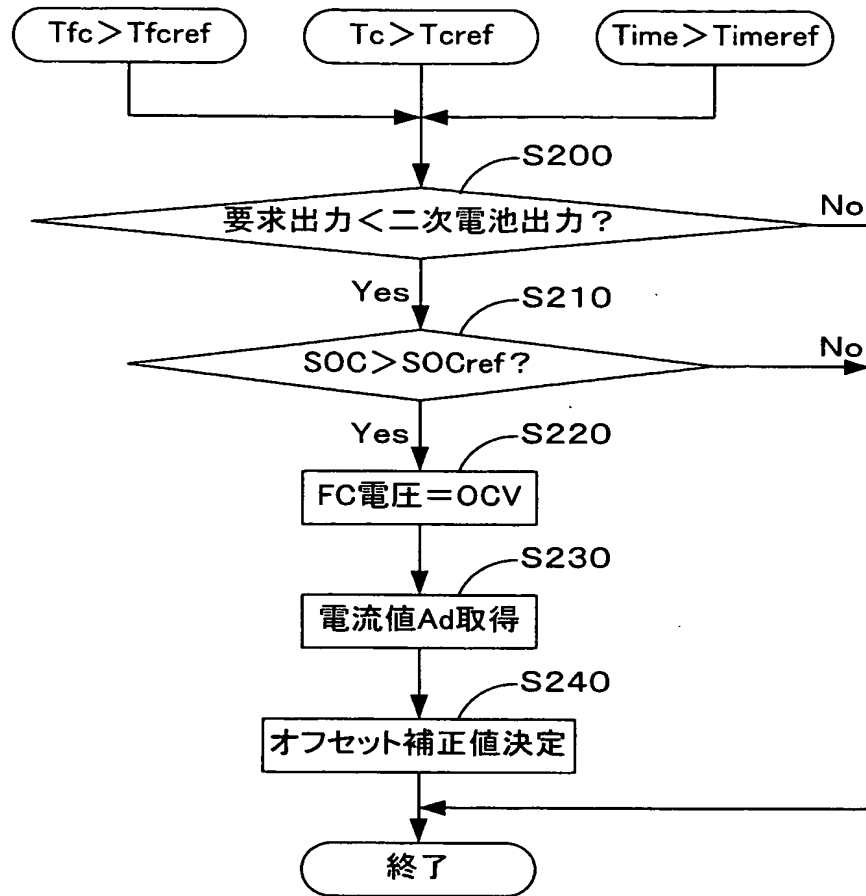 Tfc＞Tfcref
Tc＞Tcref
Time＞Timeref
S200
要求出力＜二次電池出力？
No
Yes
S210
SOC＞SOCref？
No
Yes
S220
FC電圧＝OCV
S230
電流値Ad取得
S240
オフセット補正値決定
終了